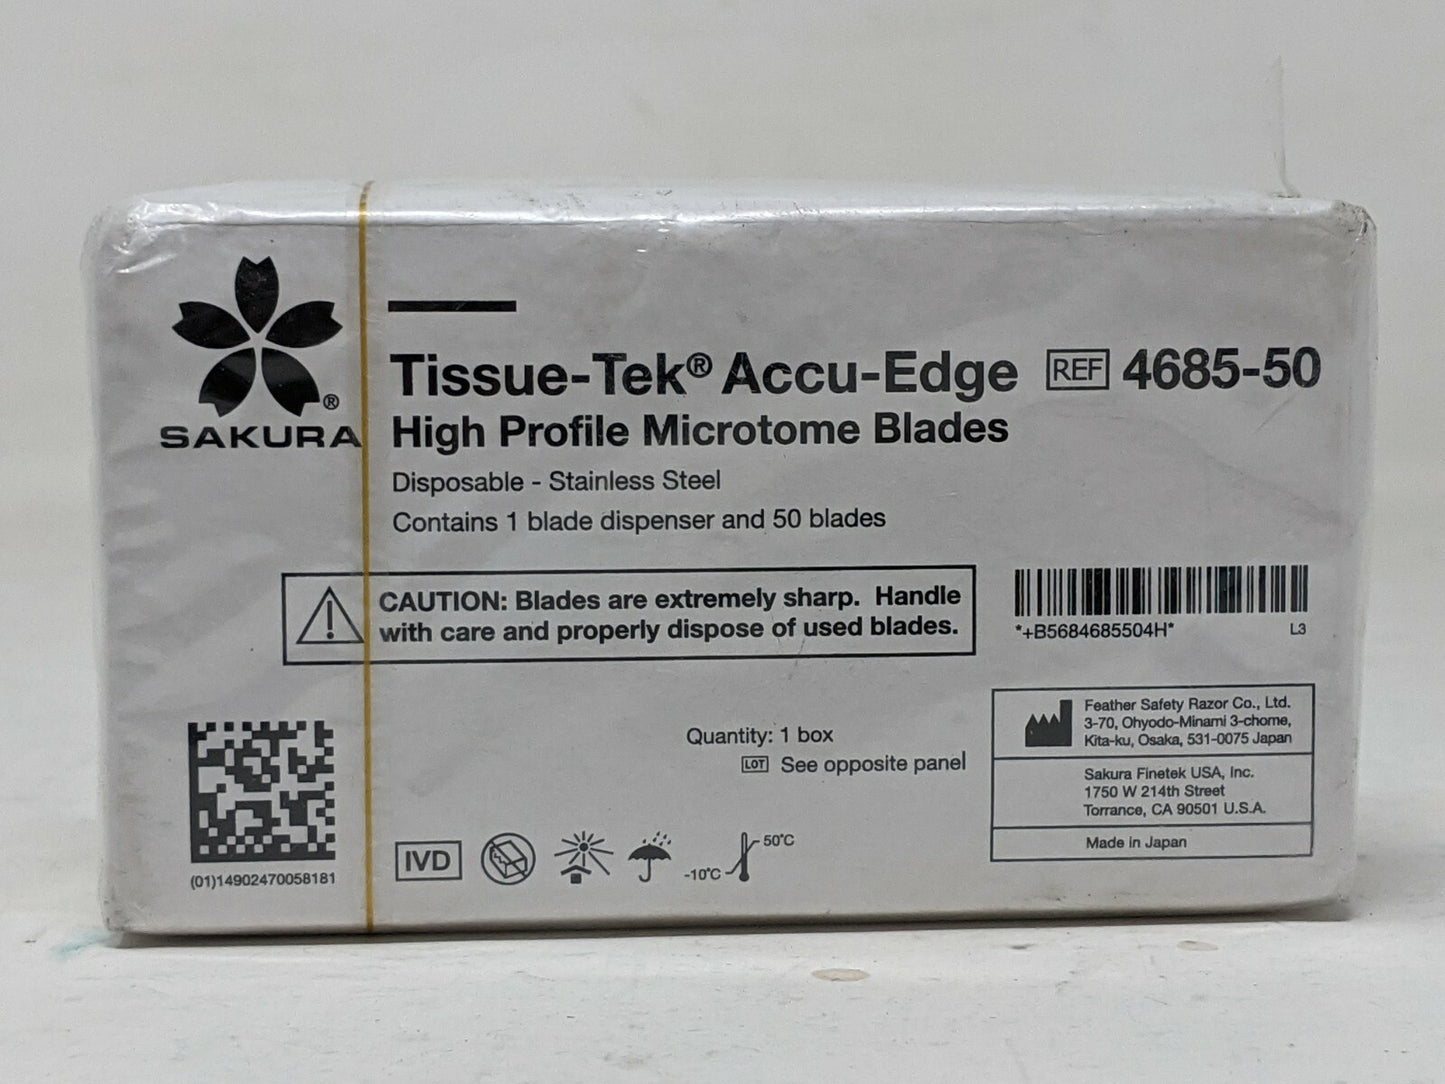 SAKURA®
Tissue-Tek® Accu-Edge REF 4685-50
High Profile Microtome Blades
Disposable - Stainless Steel
Contains 1 blade dispenser and 50 blades
CAUTION: Blades are extremely sharp. Handle
with care and properly dispose of used blades.
*+B5684685504H* L3
Quantity: 1 box
LOT See opposite panel
Feather Safety Razor Co., Ltd.
3-70, Ohyodo-Minami 3-chome,
Kita-ku, Osaka, 531-0075 Japan
Sakura Finetek USA, Inc.
1750 W 214th Street
Torrance, CA 90501 U.S.A.
Made in Japan
(01)14902470058181
IVD
-10°C
50°C